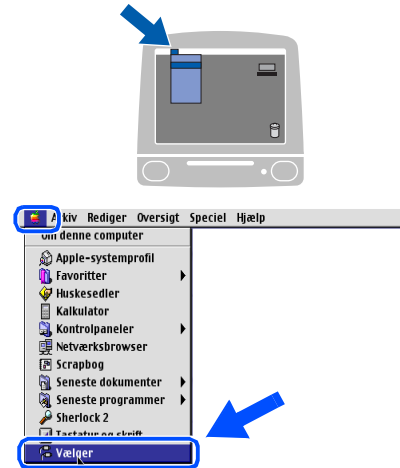 Arkiv Rediger Oversigt Speciel Hjælp
Om denne computer
Apple-systemprofil
Favoritter
Huskesedler
Kalkulator
Kontrolpaneler
Netværksbrowser
Scrapbog
Seneste dokumenter
Seneste programmer
Sherlock 2
Tastatur og skrift
Vælger